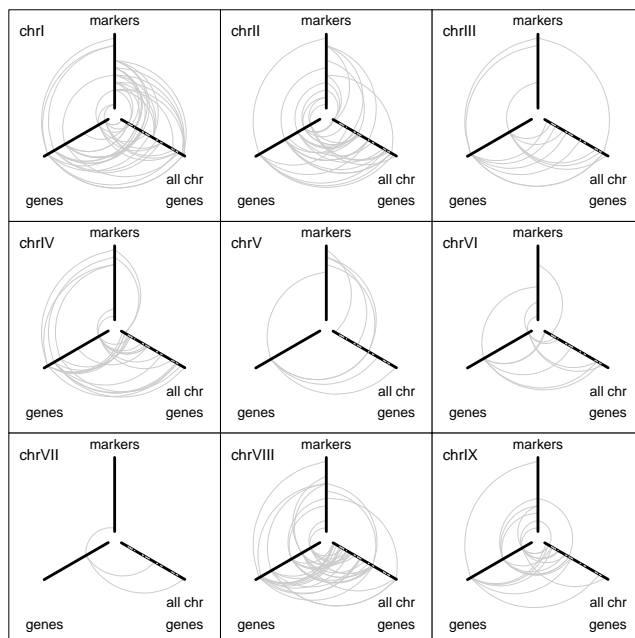 markers
chrI
all chr
genes
genes
markers
chrII
all chr
genes
genes
markers
chrIII
all chr
genes
genes
markers
chrIV
all chr
genes
genes
markers
chrV
all chr
genes
genes
markers
chrVI
all chr
genes
genes
markers
chrVII
all chr
genes
genes
markers
chrVIII
all chr
genes
genes
markers
chrIX
all chr
genes
genes